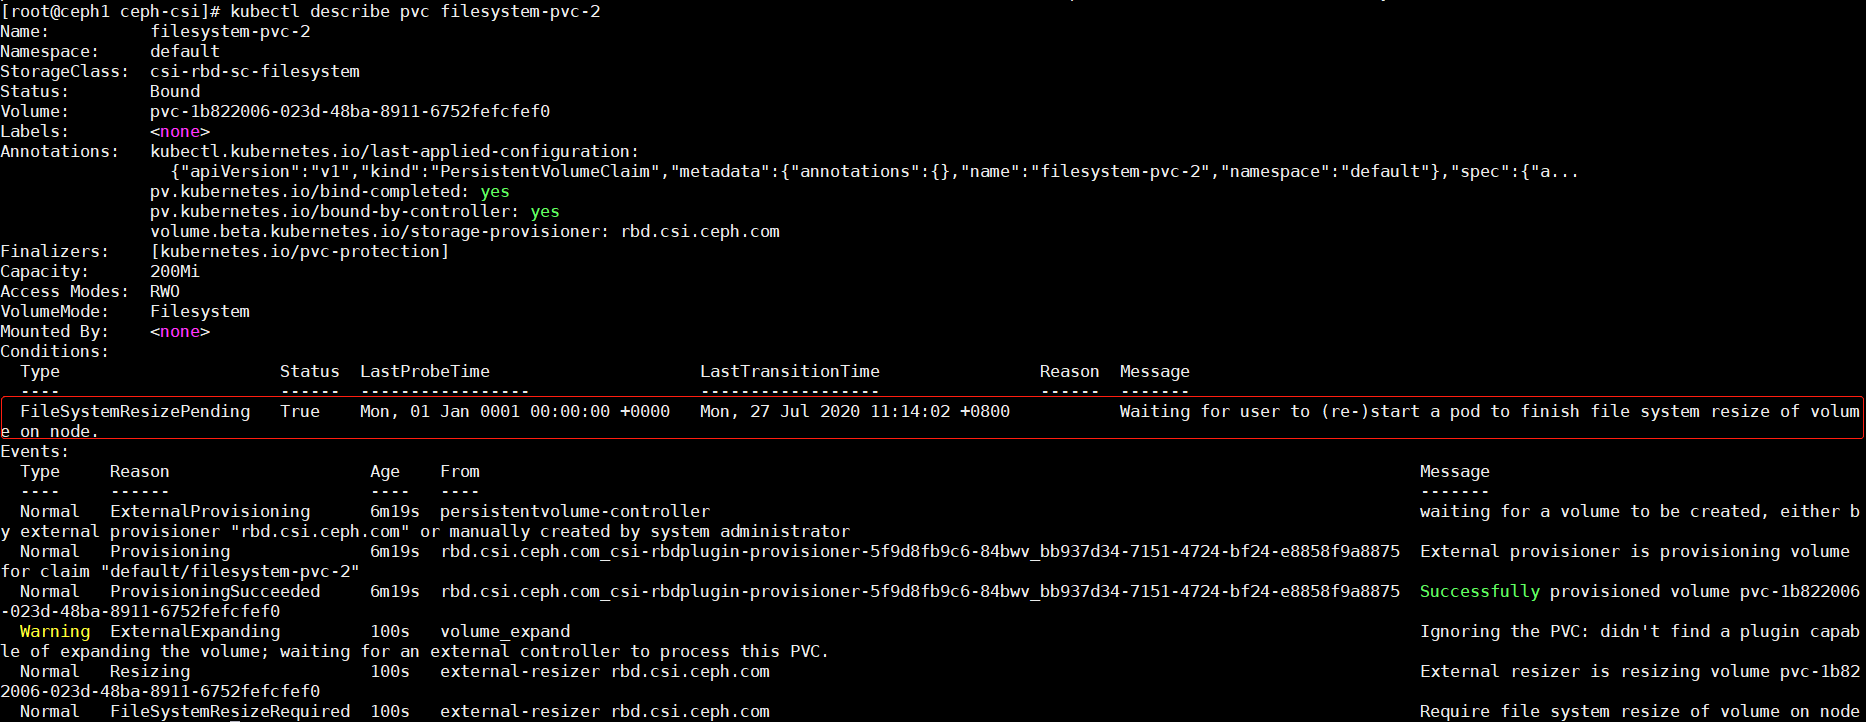 [root@ceph1 ceph-csi]# kubectl describe pvc filesystem-pvc-2
Name:          filesystem-pvc-2
Namespace:     default
StorageClass:  csi-rbd-sc-filesystem
Status:        Bound
Volume:        pvc-1b822006-023d-48ba-8911-6752fefcfef0
Labels:        <none>
Annotations:   kubectl.kubernetes.io/last-applied-configuration:
                 {"apiVersion":"v1","kind":"PersistentVolumeClaim","metadata":{"annotations":{},"name":"filesystem-pvc-2","namespace":"default"},"spec":{"a...
               pv.kubernetes.io/bind-completed: yes
               pv.kubernetes.io/bound-by-controller: yes
               volume.beta.kubernetes.io/storage-provisioner: rbd.csi.ceph.com
Finalizers:    [kubernetes.io/pvc-protection]
Capacity:      200Mi
Access Modes:  RWO
VolumeMode:    Filesystem
Mounted By:    <none>
Conditions:
  Type                      Status  LastProbeTime                     LastTransitionTime                Reason  Message
  ----                      ------  -----------------                 ------------------                ------  -------
  FileSystemResizePending   True    Mon, 01 Jan 0001 00:00:00 +0000   Mon, 27 Jul 2020 11:14:02 +0800           Waiting for user to (re-)start a pod to finish file system resize of volum
e on node.
Events:
  Type     Reason                    Age    From                                                                                              Message
  ----     ------                    ----   ----                                                                                              -------
  Normal   ExternalProvisioning      6m19s  persistentvolume-controller                                                                       waiting for a volume to be created, either b
y external provisioner "rbd.csi.ceph.com" or manually created by system administrator
  Normal   Provisioning              6m19s  rbd.csi.ceph.com_csi-rbdplugin-provisioner-5f9d8fb9c6-84bwv_bb937d34-7151-4724-bf24-e8858f9a8875  External provisioner is provisioning volume
for claim "default/filesystem-pvc-2"
  Normal   ProvisioningSucceeded     6m19s  rbd.csi.ceph.com_csi-rbdplugin-provisioner-5f9d8fb9c6-84bwv_bb937d34-7151-4724-bf24-e8858f9a8875  Successfully provisioned volume pvc-1b822006
-023d-48ba-8911-6752fefcfef0
  Warning  ExternalExpanding         100s   volume_expand                                                                                     Ignoring the PVC: didn't find a plugin capab
le of expanding the volume; waiting for an external controller to process this PVC.
  Normal   Resizing                  100s   external-resizer rbd.csi.ceph.com                                                                 External resizer is resizing volume pvc-1b82
2006-023d-48ba-8911-6752fefcfef0
  Normal   FileSystemResizeRequired  100s   external-resizer rbd.csi.ceph.com                                                                 Require file system resize of volume on node